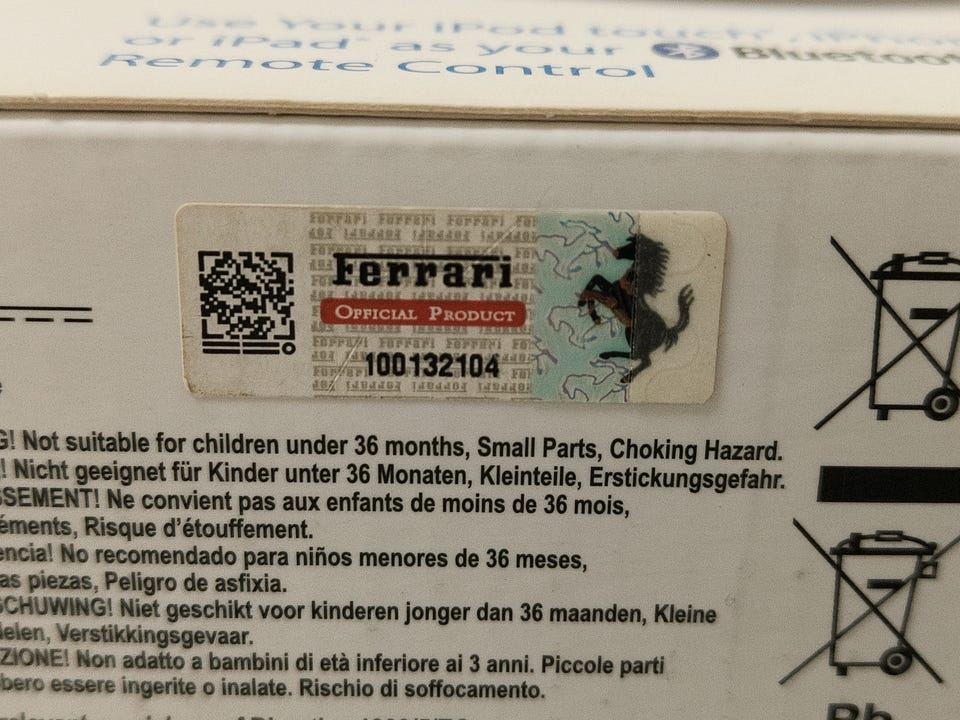 Use Your iPod touch, iPhone
or iPad as your
Remote Control
Bluetoot
Ferrari
OFFICIAL PRODUCT
100132104
G! Not suitable for children under 36 months, Small Parts, Choking Hazard.
! Nicht geeignet für Kinder unter 36 Monaten, Kleinteile, Erstickungsgefahr.
SSEMENT! Ne convient pas aux enfants de moins de 36 mois,
éments, Risque d'étouffement.
encia! No recomendado para niños menores de 36 meses,
as piezas, Peligro de asfixia.
SCHUWING! Niet geschikt voor kinderen jonger dan 36 maanden, Kleine
elen, Verstikkingsgevaar.
ZIONE! Non adatto a bambini di età inferiore ai 3 anni. Piccole parti
bero essere ingerite o inalate. Rischio di soffocamento.
Pb